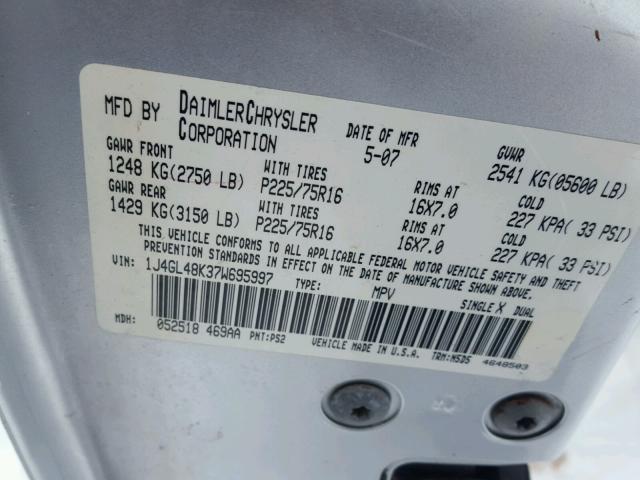 MFD BY DAIMLERCHRYSLER CORPORATION DATE OF MFR 5-07 GVWR 2541 KG(05600 LB)
GAWR FRONT WITH TIRES RIMS AT COLD
1248 KG(2750 LB) P225/75R16 16X7.0 227 KPA( 33 PSI)
GAWR REAR WITH TIRES RIMS AT COLD
1429 KG(3150 LB) P225/75R16 16X7.0 227 KPA( 33 PSI)
THIS VEHICLE CONFORMS TO ALL APPLICABLE FEDERAL MOTOR VEHICLE SAFETY AND THEFT
PREVENTION STANDARDS IN EFFECT ON THE DATE OF MANUFACTURE SHOWN ABOVE.
VIN: 1J4GL48K37W695997 TYPE: MPV SINGLE X DUAL
MDH: 052518 469AA PNT:PS2 VEHICLE MADE IN U.S.A. TRM:M5D5 4648503